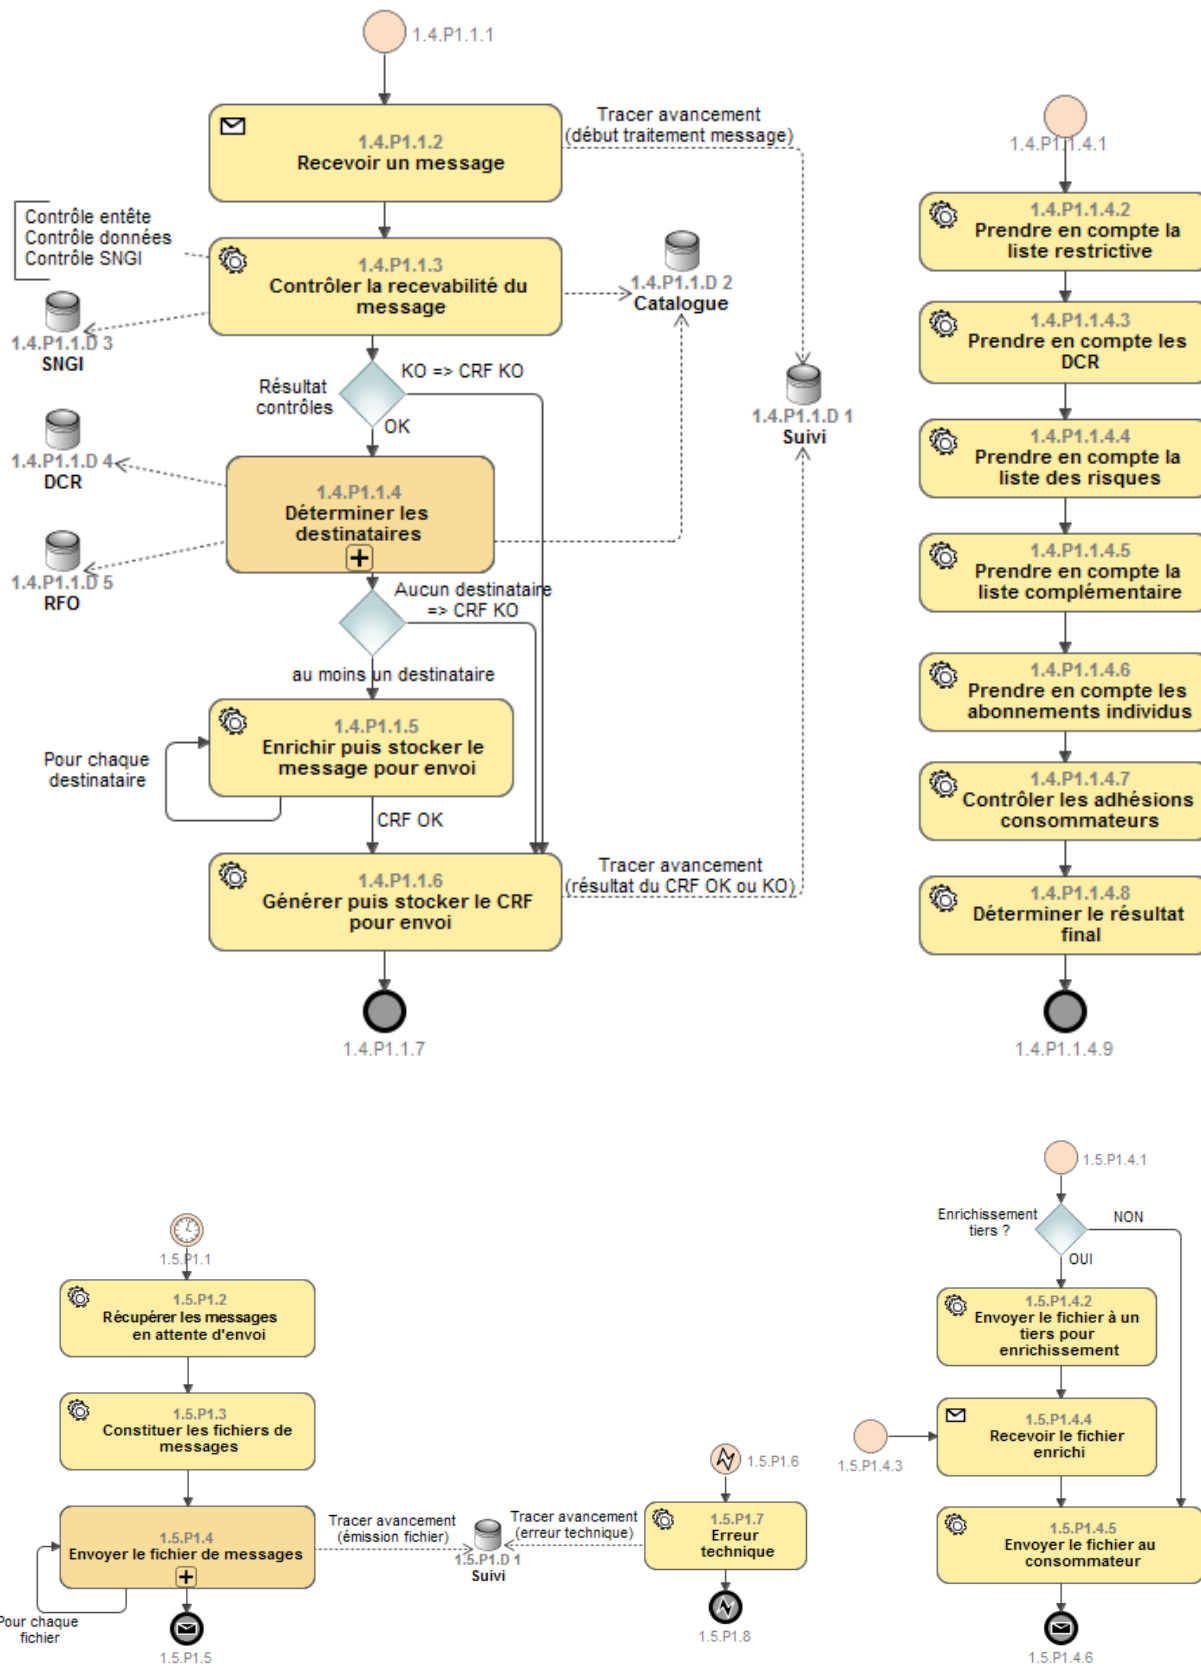 1.4.P1.1.1
1.4.P1.1.2
Recevoir un message
Tracer avancement
(début traitement message)
Contrôle entête
Contrôle données
Contrôle SNGI
1.4.P1.1.3
Contrôler la recevabilité du
message
1.4.P1.1.D 2
Catalogue
1.4.P1.1.D 3
SNGI
Résultat
contrôles
KO => CRF KO
OK
1.4.P1.1.D 1
Suivi
1.4.P1.1.D 4
DCR
1.4.P1.1.4
Déterminer les
destinataires
1.4.P1.1.D 5
RFO
Aucun destinataire
=> CRF KO
au moins un destinataire
1.4.P1.1.5
Enrichir puis stocker le
message pour envoi
Pour chaque
destinataire
CRF OK
1.4.P1.1.6
Générer puis stocker le CRF
pour envoi
Tracer avancement
(résultat du CRF OK ou KO)
1.4.P1.1.7
1.4.P1.1.4.1
1.4.P1.1.4.2
Prendre en compte la
liste restrictive
1.4.P1.1.4.3
Prendre en compte les
DCR
1.4.P1.1.4.4
Prendre en compte la
liste des risques
1.4.P1.1.4.5
Prendre en compte la
liste complémentaire
1.4.P1.1.4.6
Prendre en compte les
abonnements individus
1.4.P1.1.4.7
Contrôler les adhésions
consommateurs
1.4.P1.1.4.8
Déterminer le résultat
final
1.4.P1.1.4.9
1.5.P1.1
1.5.P1.2
Récupérer les messages
en attente d'envoi
1.5.P1.3
Constituer les fichiers de
messages
1.5.P1.4
Envoyer le fichier de messages
Pour chaque
fichier
1.5.P1.5
Tracer avancement
(émission fichier)
1.5.P1.D 1
Suivi
Tracer avancement
(erreur technique)
1.5.P1.6
1.5.P1.7
Erreur
technique
1.5.P1.8
1.5.P1.4.1
Enrichissement
tiers ?
NON
OUI
1.5.P1.4.2
Envoyer le fichier à un
tiers pour
enrichissement
1.5.P1.4.3
1.5.P1.4.4
Recevoir le fichier
enrichi
1.5.P1.4.5
Envoyer le fichier au
consommateur
1.5.P1.4.6